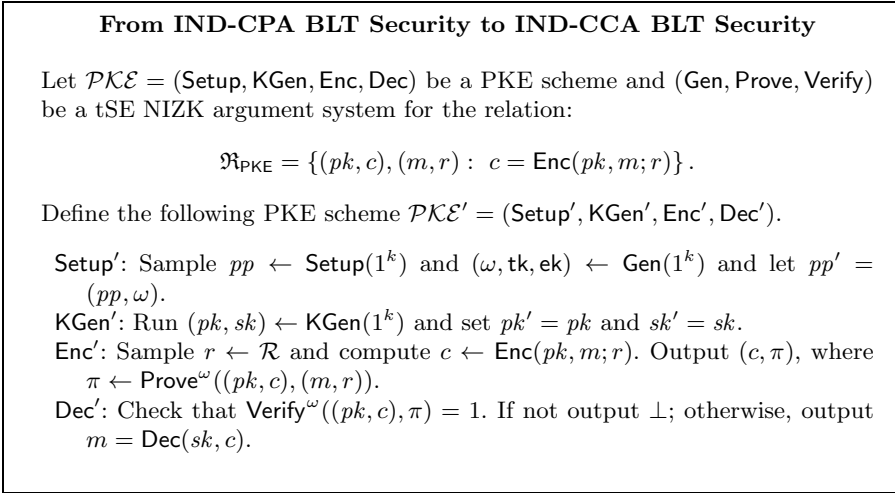 From IND-CPA BLT Security to IND-CCA BLT Security
Let 𝒫𝒦ℰ = (Setup, KGen, Enc, Dec) be a PKE scheme and (Gen, Prove, Verify)
be a tSE NIZK argument system for the relation:
ℜ_PKE = {(pk, c), (m, r) : c = Enc(pk, m; r)} .
Define the following PKE scheme 𝒫𝒦ℰ′ = (Setup′, KGen′, Enc′, Dec′).
Setup′: Sample pp ← Setup(1^k) and (ω, tk, ek) ← Gen(1^k) and let pp′ =
(pp, ω).
KGen′: Run (pk, sk) ← KGen(1^k) and set pk′ = pk and sk′ = sk.
Enc′: Sample r ← ℛ and compute c ← Enc(pk, m; r). Output (c, π), where
π ← Prove^ω((pk, c), (m, r)).
Dec′: Check that Verify^ω((pk, c), π) = 1. If not output ⊥; otherwise, output
m = Dec(sk, c).